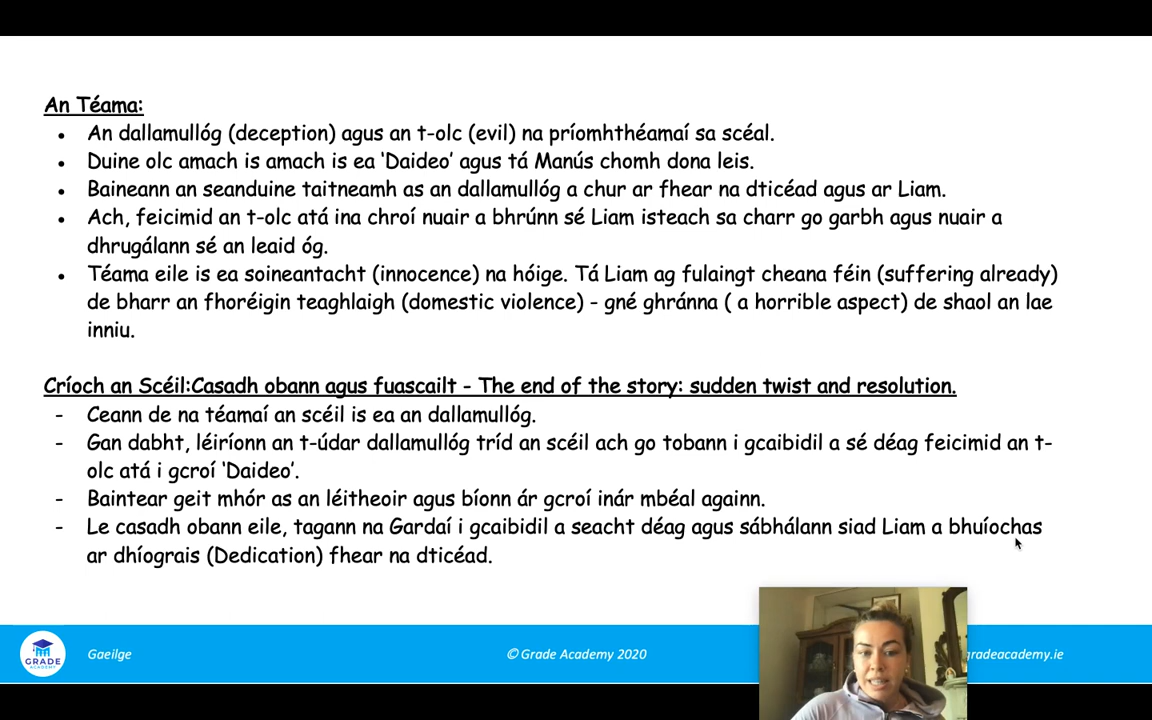 An Téama:
● An dallamullóg (deception) agus an t-olc (evil) na príomhthéamaí sa scéal.
● Duine olc amach is amach is ea ‘Daideo’ agus tá Manús chomh dona leis.
● Baineann an seanduine taitneamh as an dallamullóg a chur ar fhear na dticéad agus ar Liam.
● Ach, feicimid an t-olc atá ina chroí nuair a bhrúnn sé Liam isteach sa charr go garbh agus nuair a
dhrugálann sé an leaid óg.
● Téama eile is ea soineantacht (innocence) na hóige. Tá Liam ag fulaingt cheana féin (suffering already)
de bharr an fhoréigin teaghlaigh (domestic violence) - gné ghránna ( a horrible aspect) de shaol an lae
inniu.
Críoch an Scéil:Casadh obann agus fuascailt - The end of the story: sudden twist and resolution.
- Ceann de na téamaí an scéil is ea an dallamullóg.
- Gan dabht, léiríonn an t-údar dallamullóg tríd an scéil ach go tobann i gcaibidil a sé déag feicimid an t-
olc atá i gcroí ‘Daideo’.
- Baintear geit mhór as an léitheoir agus bíonn ár gcroí inár mbéal againn.
- Le casadh obann eile, tagann na Gardaí i gcaibidil a seacht déag agus sábhálann siad Liam a bhuíochas
ar dhíograis (Dedication) fhear na dticéad.
GRADE
ACADEMY
Gaeilge
© Grade Academy 2020
gradeacademy.ie